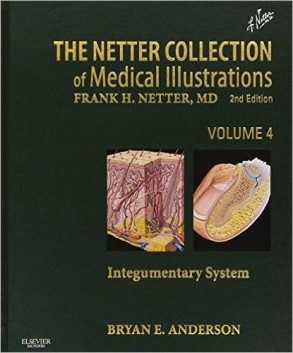 F. Netter
THE NETTER COLLECTION
of Medical Illustrations
FRANK H. NETTER, MD 2nd Edition
VOLUME 4
Integumentary System
ELSEVIER
SAUNDERS
BRYAN E. ANDERSON